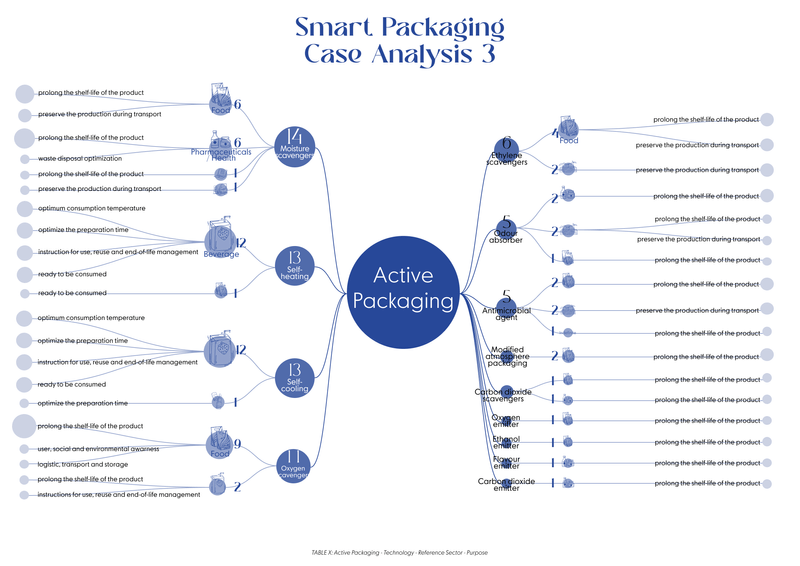 Smart Packaging
Case Analysis 3
prolong the shelf-life of the product
preserve the production during transport
6
Food
prolong the shelf-life of the product
waste disposal optimization
6
Pharmaceuticals
Health
prolong the shelf-life of the product
1
preserve the production during transport
1
14
Moisture
scavengers
optimum consumption temperature
optimize the preparation time
instruction for use, reuse and end-of-life management
ready to be consumed
12
Beverage
ready to be consumed
1
13
Self-
heating
optimum consumption temperature
optimize the preparation time
instruction for use, reuse and end-of-life management
ready to be consumed
12
optimize the preparation time
1
13
Self-
cooling
prolong the shelf-life of the product
user, social and environmental awarness
logistic, transport and storage
9
Food
prolong the shelf-life of the product
instructions for use, reuse and end-of-life management
2
11
Oxygen
scavengers
Active
Packaging
6
Ethylene
scavengers
4
Food
prolong the shelf-life of the product
preserve the production during transport
2
preserve the production during transport
5
Odour
absorber
2
prolong the shelf-life of the product
2
prolong the shelf-life of the product
preserve the production during transport
1
prolong the shelf-life of the product
5
Antimicrobial
agent
2
prolong the shelf-life of the product
2
preserve the production during transport
1
prolong the shelf-life of the product
Modified
atmosphere
packaging
2
prolong the shelf-life of the product
Carbon dioxide
scavengers
1
prolong the shelf-life of the product
1
prolong the shelf-life of the product
Oxygen
emitter
1
prolong the shelf-life of the product
Ethanol
emitter
1
prolong the shelf-life of the product
Flavour
emitter
1
prolong the shelf-life of the product
Carbon dioxide
emitter
1
prolong the shelf-life of the product
TABLE X: Active Packaging - Technology - Reference Sector - Purpose